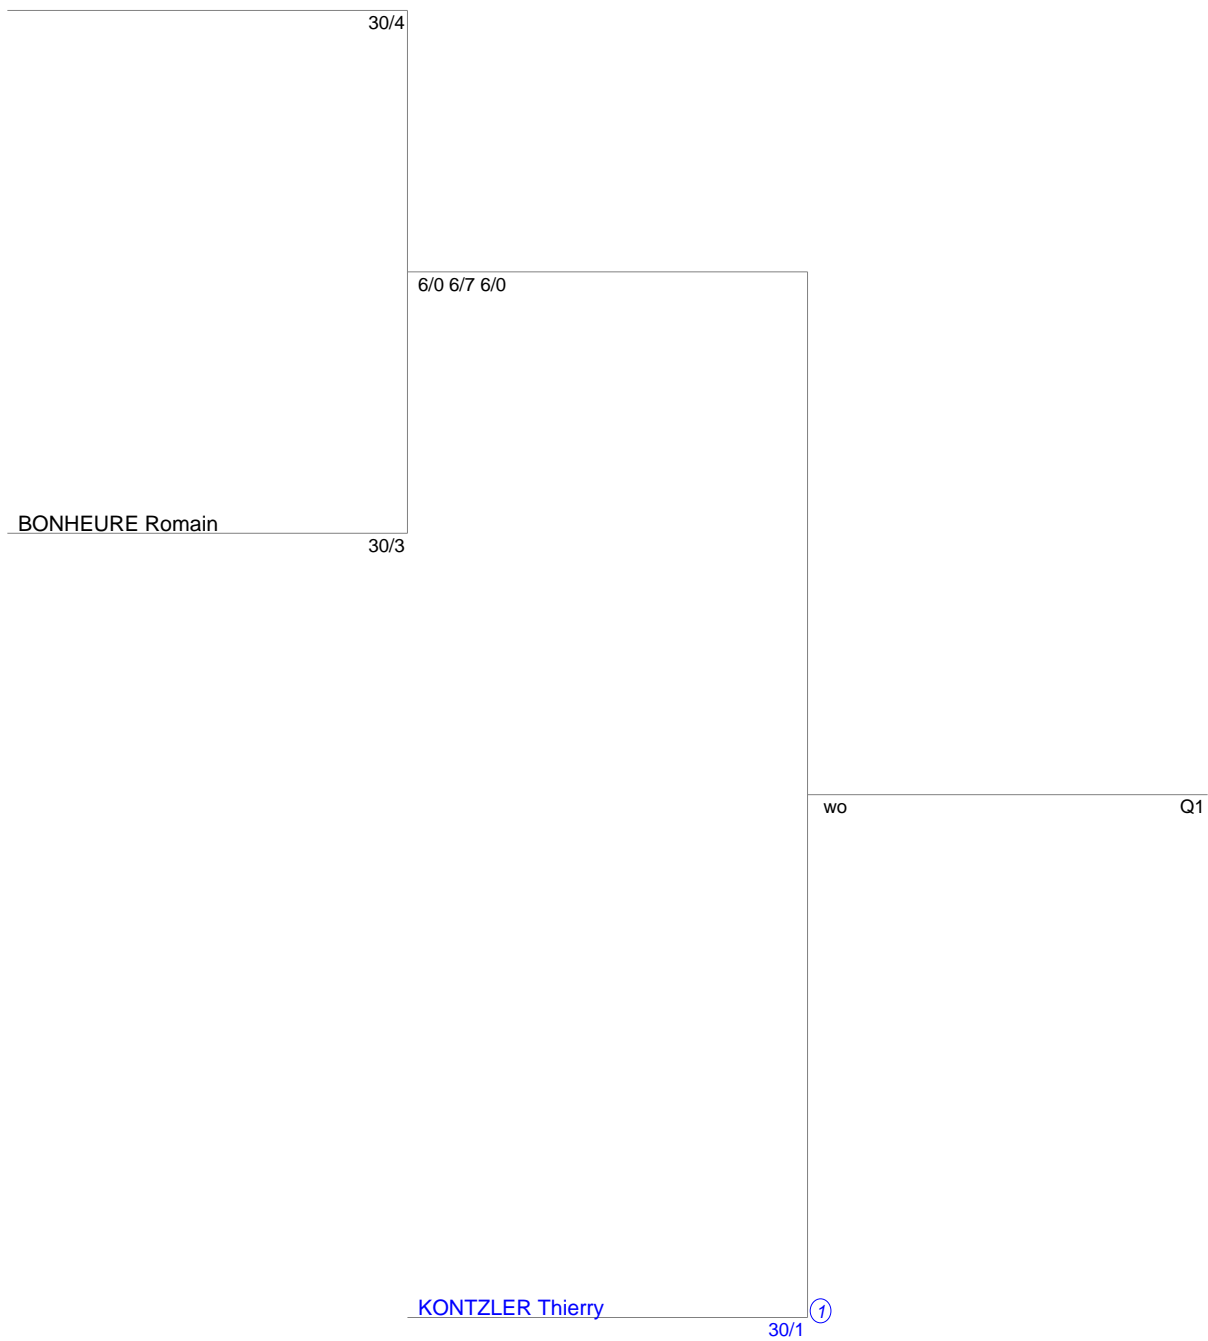 30/4
6/0 6/7 6/0
BONHEURE Romain
30/3
wo
Q1
KONTZLER Thierry
1
30/1